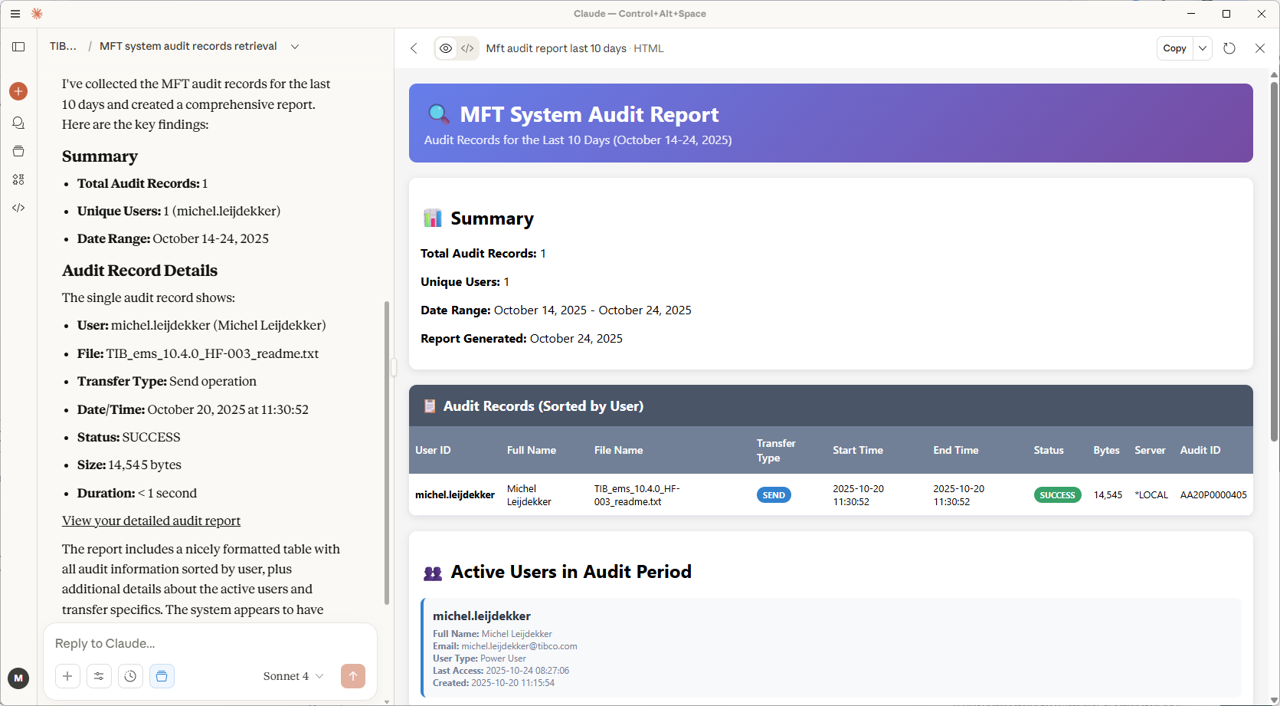 Claude — Control+Alt+Space
TIB... / MFT system audit records retrieval
I've collected the MFT audit records for the last
10 days and created a comprehensive report.
Here are the key findings:
Summary
• Total Audit Records: 1
• Unique Users: 1 (michel.leijdekker)
• Date Range: October 14-24, 2025
Audit Record Details
The single audit record shows:
• User: michel.leijdekker (Michel Leijdekker)
• File: TIB_ems_10.4.0_HF-003_readme.txt
• Transfer Type: Send operation
• Date/Time: October 20, 2025 at 11:30:52
• Status: SUCCESS
• Size: 14,545 bytes
• Duration: < 1 second
View your detailed audit report
The report includes a nicely formatted table with
all audit information sorted by user, plus
additional details about the active users and
transfer specifics. The system appears to have
Reply to Claude...
Sonnet 4
M
Mft audit report last 10 days · HTML
Copy
MFT System Audit Report
Audit Records for the Last 10 Days (October 14-24, 2025)
Summary
Total Audit Records: 1
Unique Users: 1
Date Range: October 14, 2025 - October 24, 2025
Report Generated: October 24, 2025
Audit Records (Sorted by User)
User ID Full Name File Name Transfer Type Start Time End Time Status Bytes Server Audit ID
michel.leijdekker Michel Leijdekker TIB_ems_10.4.0_HF-003_readme.txt SEND 2025-10-20 11:30:52 2025-10-20 11:30:52 SUCCESS 14,545 *LOCAL AA20P0000405
Active Users in Audit Period
michel.leijdekker
Full Name: Michel Leijdekker
Email: michel.leijdekker@tibco.com
User Type: Power User
Last Access: 2025-10-24 08:27:06
Created: 2025-10-20 11:15:54